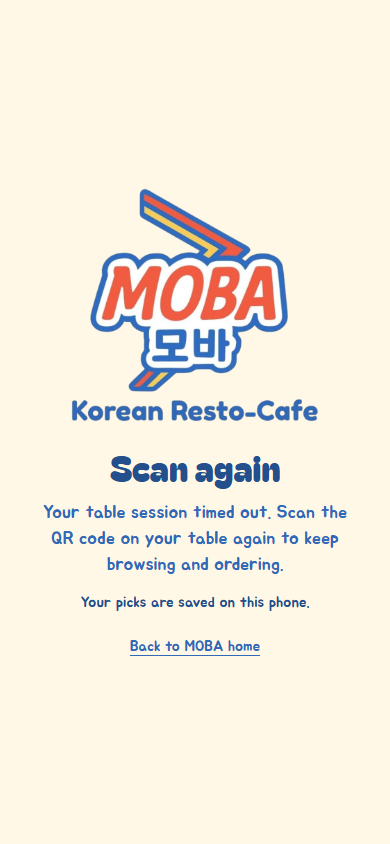 MOBA
모바
Korean Resto-Cafe
Scan again
Your table session timed out. Scan the
QR code on your table again to keep
browsing and ordering.
Your picks are saved on this phone.
Back to MOBA home